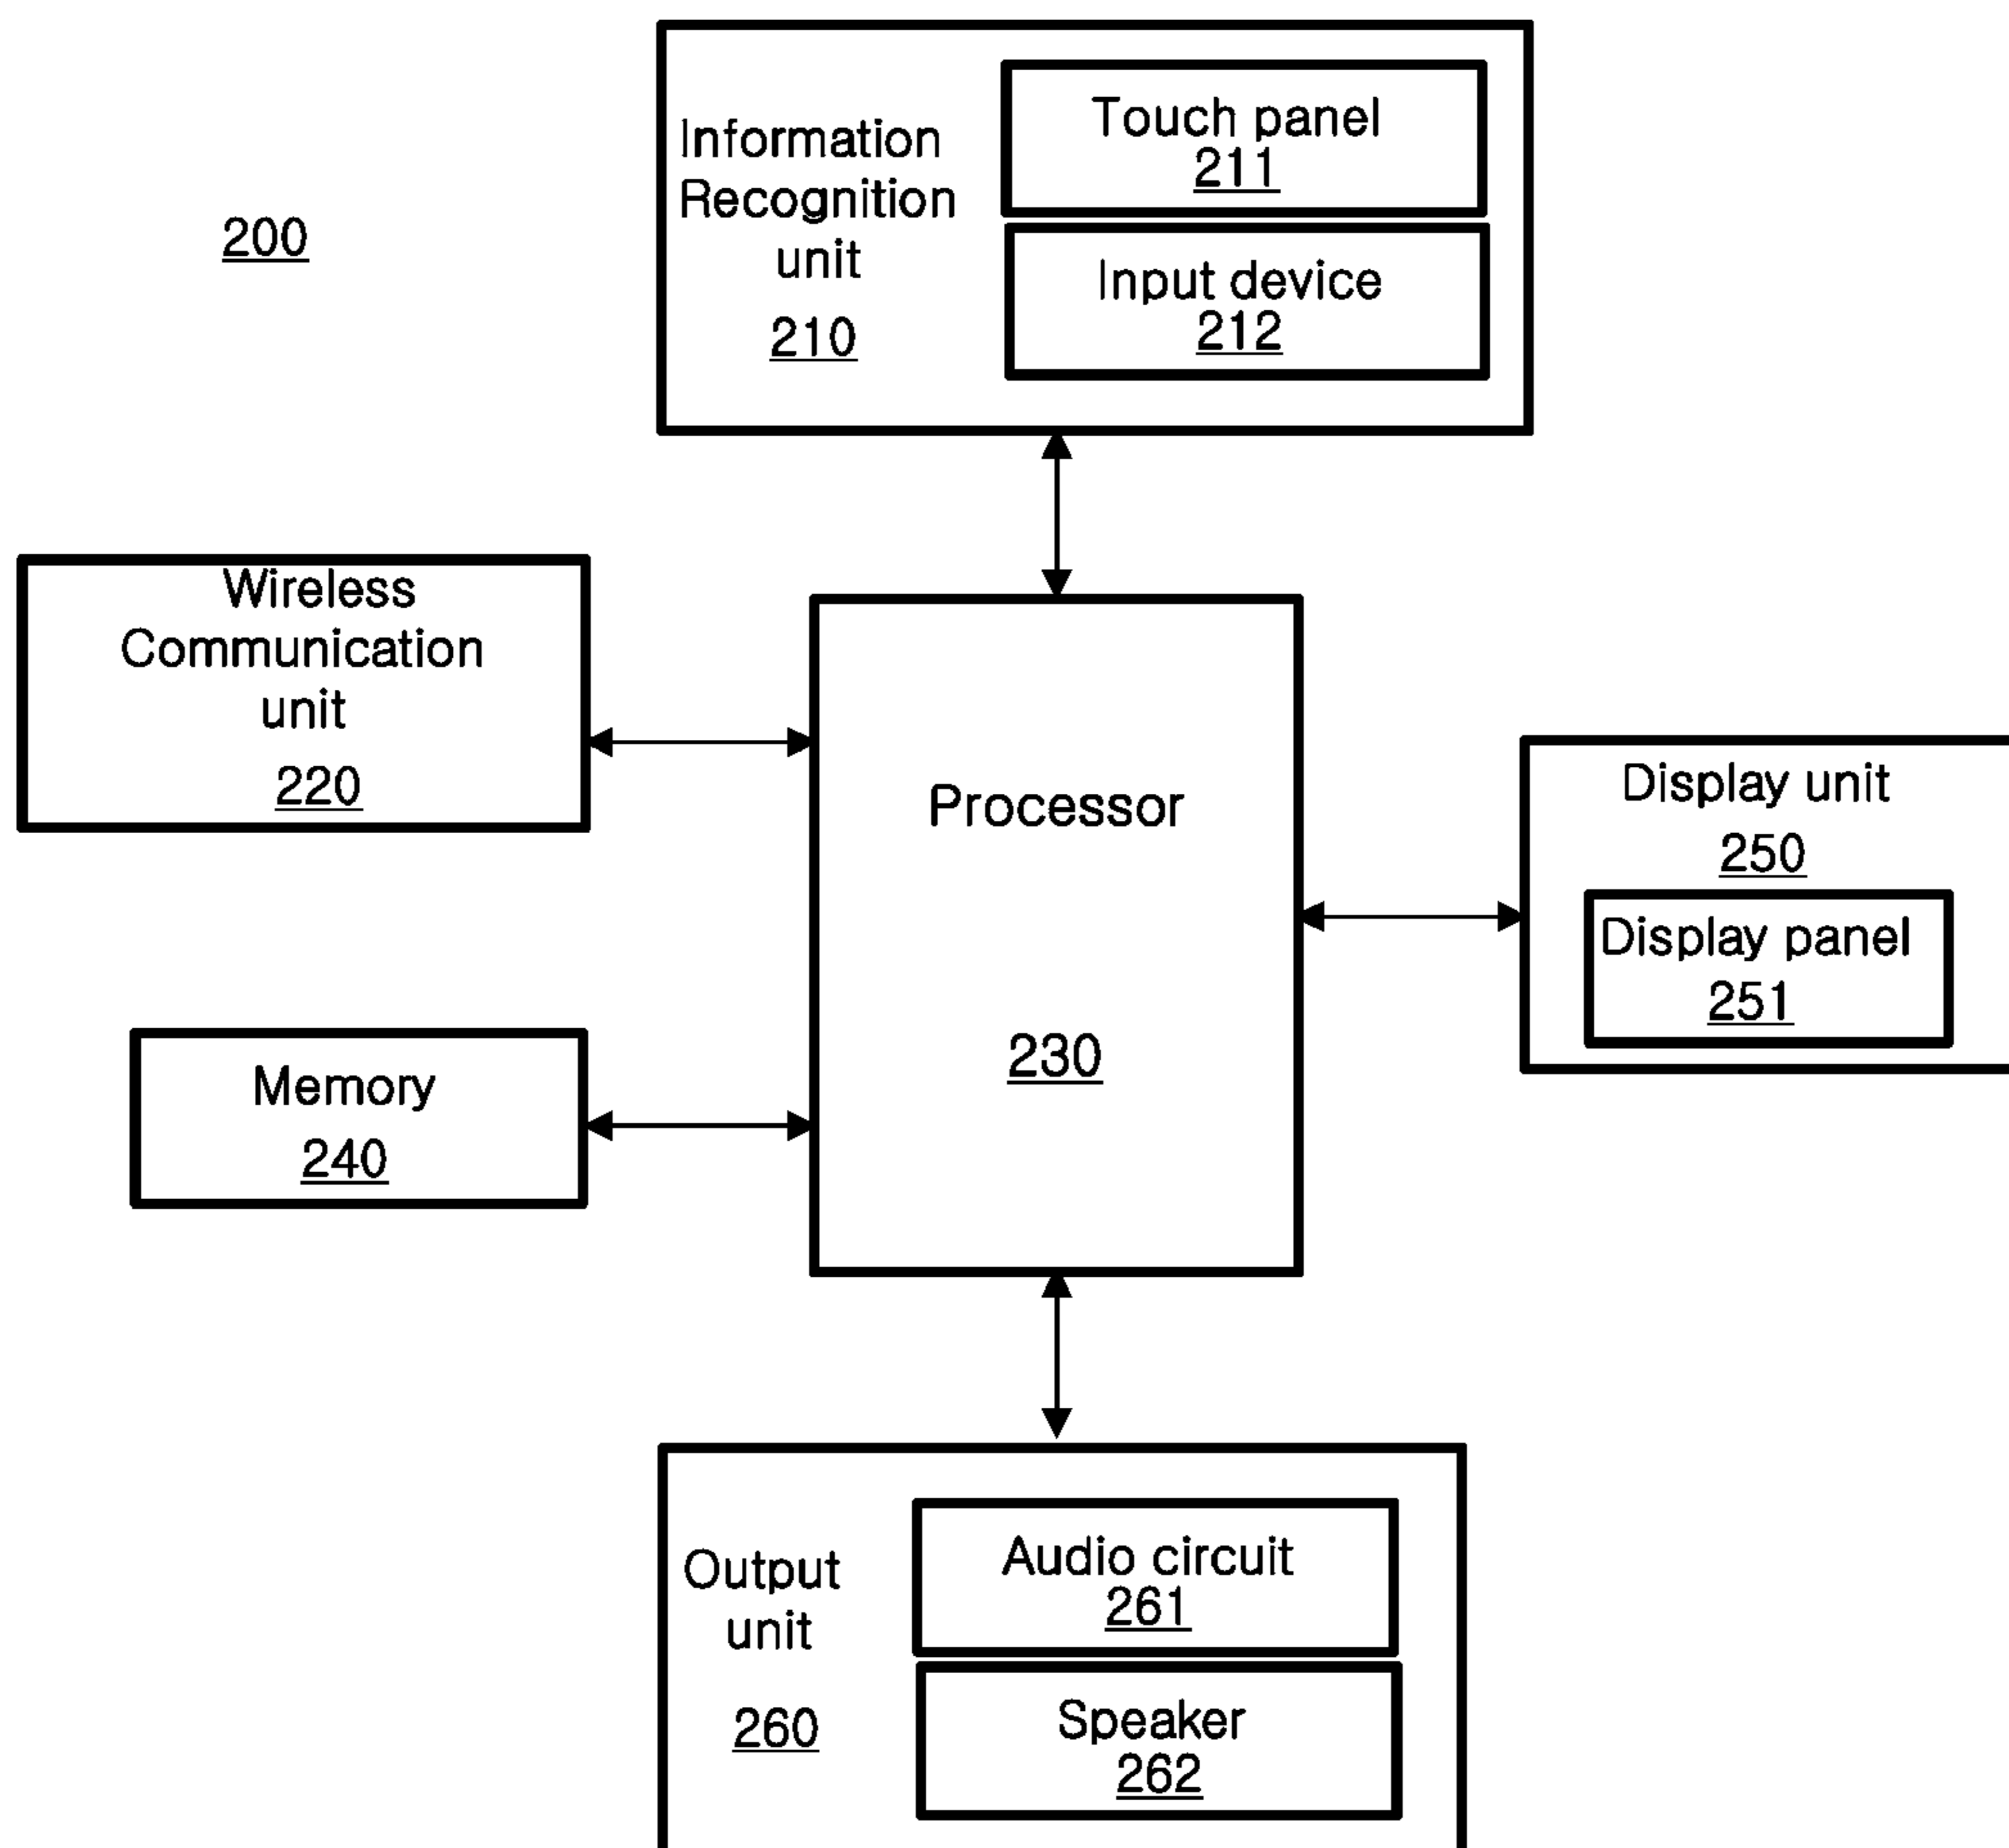 200
Information
Recognition
unit
210
Touch panel
211
Input device
212
Wireless
Communication
unit
220
Processor
230
Display unit
250
Display panel
251
Memory
240
Output
unit
260
Audio circuit
261
Speaker
262